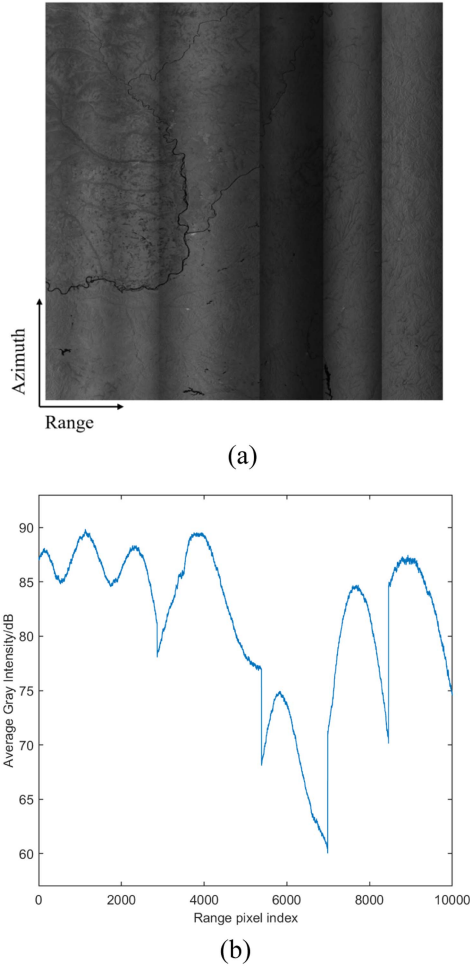 Azimuth
Range
(a)
90
85
80
75
70
65
60
Average Gray Intensity/dB
0 2000 4000 6000 8000 10000
Range pixel index
(b)